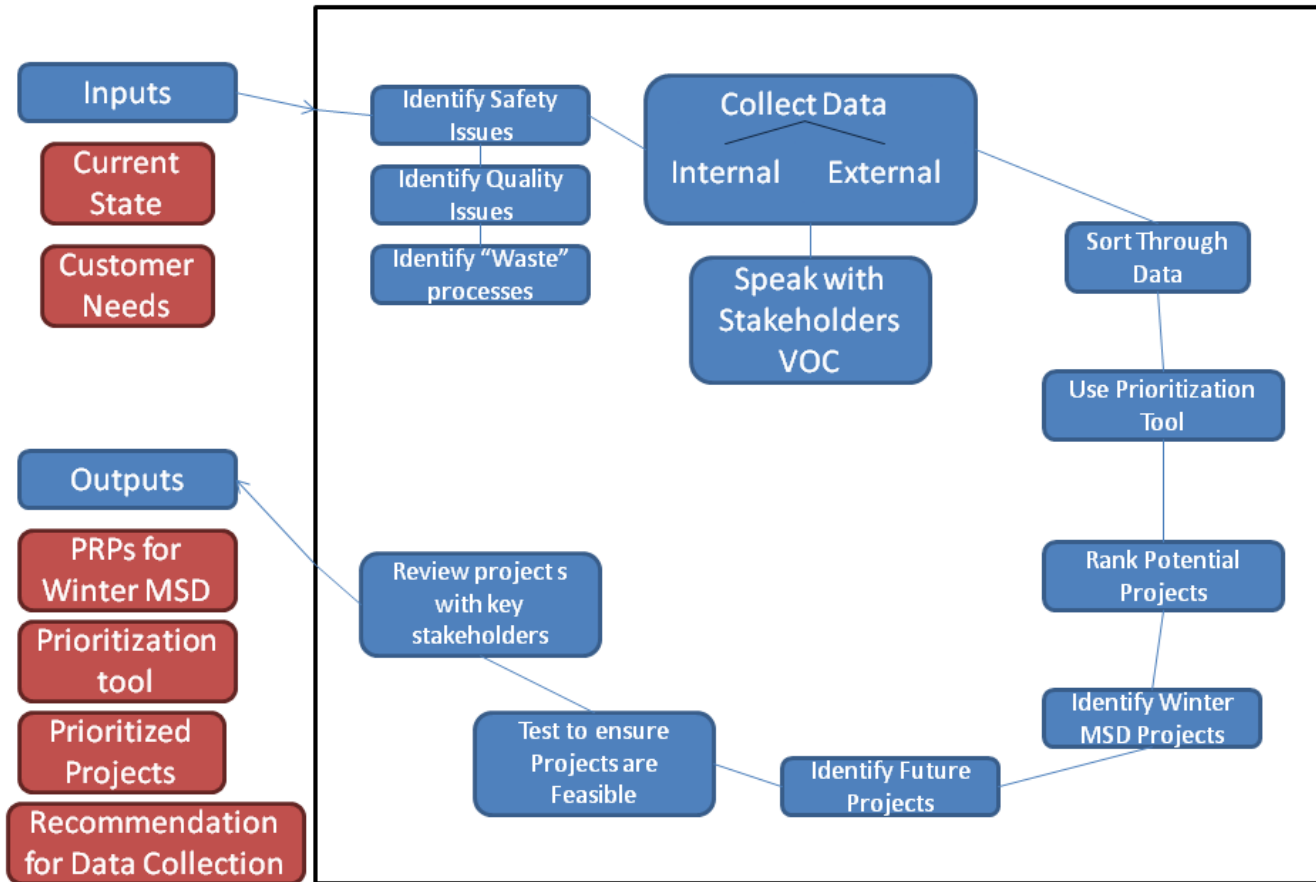 Inputs
Current
State
Customer
Needs
Identify Safety
Issues
Identify Quality
Issues
Identify “Waste”
processes
Collect Data
Internal External
Speak with
Stakeholders
VOC
Sort Through
Data
Use Prioritization
Tool
Rank Potential
Projects
Identify Winter
MSD Projects
Identify Future
Projects
Test to ensure
Projects are
Feasible
Review project s
with key
stakeholders
Outputs
PRPs for
Winter MSD
Prioritization
tool
Prioritized
Projects
Recommendation
for Data Collection